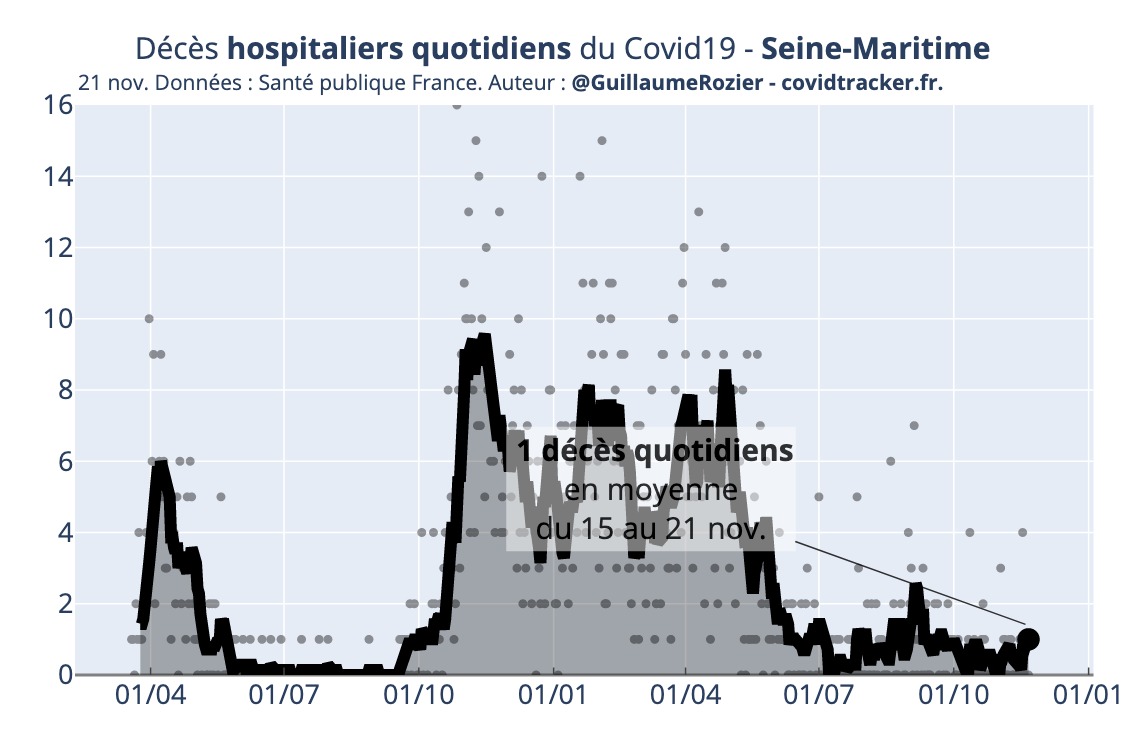 Décès hospitaliers quotidiens du Covid19 - Seine-Maritime
21 nov. Données : Santé publique France. Auteur : @GuillaumeRozier - covidtracker.fr.
16
14
12
10
8
6
4
2
0
1 décès quotidiens
en moyenne
du 15 au 21 nov.
01/04 01/07 01/10 01/01 01/04 01/07 01/10 01/01